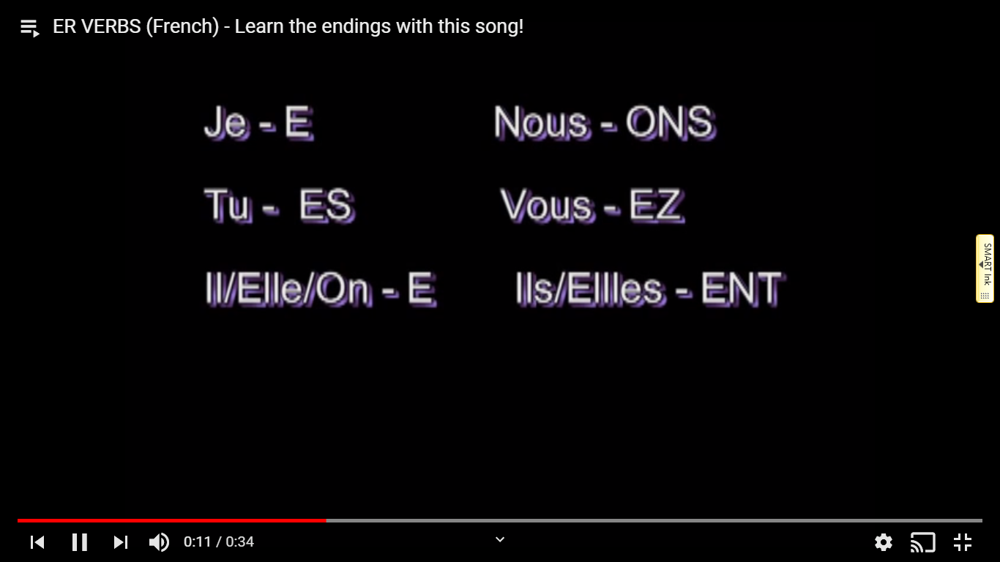 ER VERBS (French) - Learn the endings with this song!
Je - E
Nous - ONS
Tu - ES
Vous - EZ
Il/Elle/On - E
Ils/Ellles - ENT
SMART Ink
0:11 / 0:34